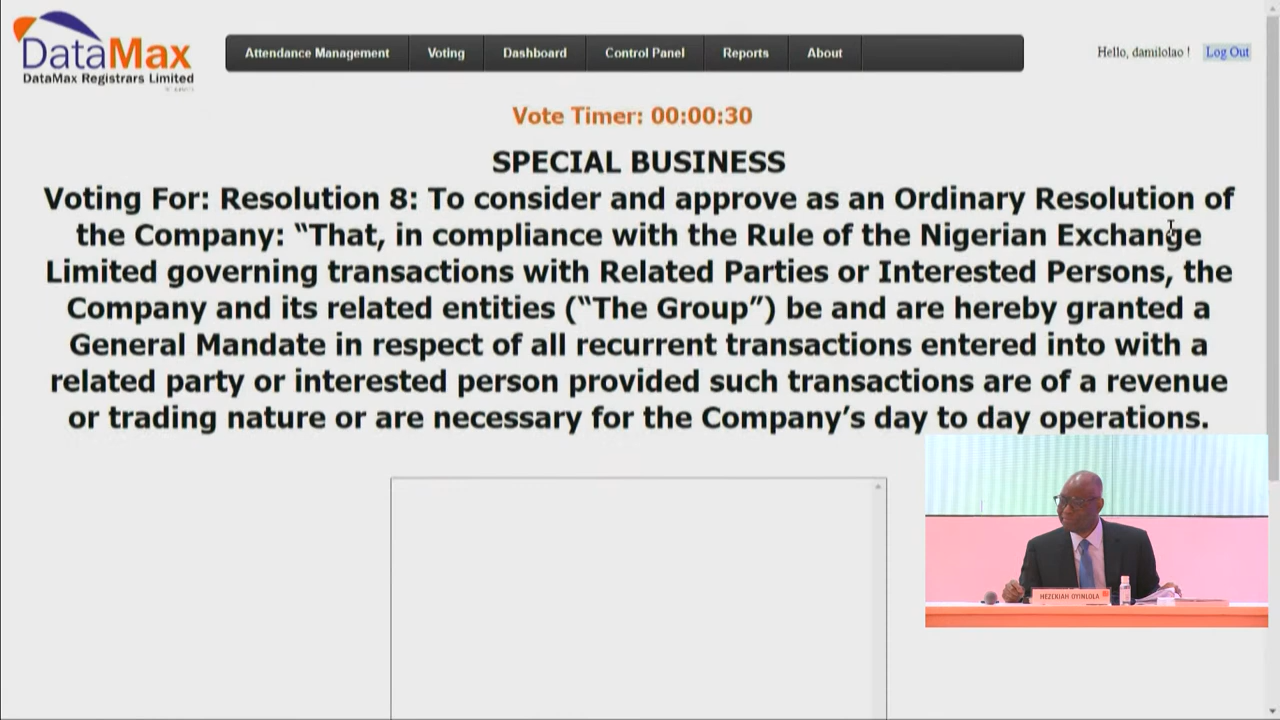 DataMax
DataMax Registrars Limited
Attendance Management Voting Dashboard Control Panel Reports About
Hello, damilolao ! Log Out
Vote Timer: 00:00:30
SPECIAL BUSINESS
Voting For: Resolution 8: To consider and approve as an Ordinary Resolution of
the Company: “That, in compliance with the Rule of the Nigerian Exchange
Limited governing transactions with Related Parties or Interested Persons, the
Company and its related entities (“The Group”) be and are hereby granted a
General Mandate in respect of all recurrent transactions entered into with a
related party or interested person provided such transactions are of a revenue
or trading nature or are necessary for the Company’s day to day operations.
HEZEKIAH OYINLOLA